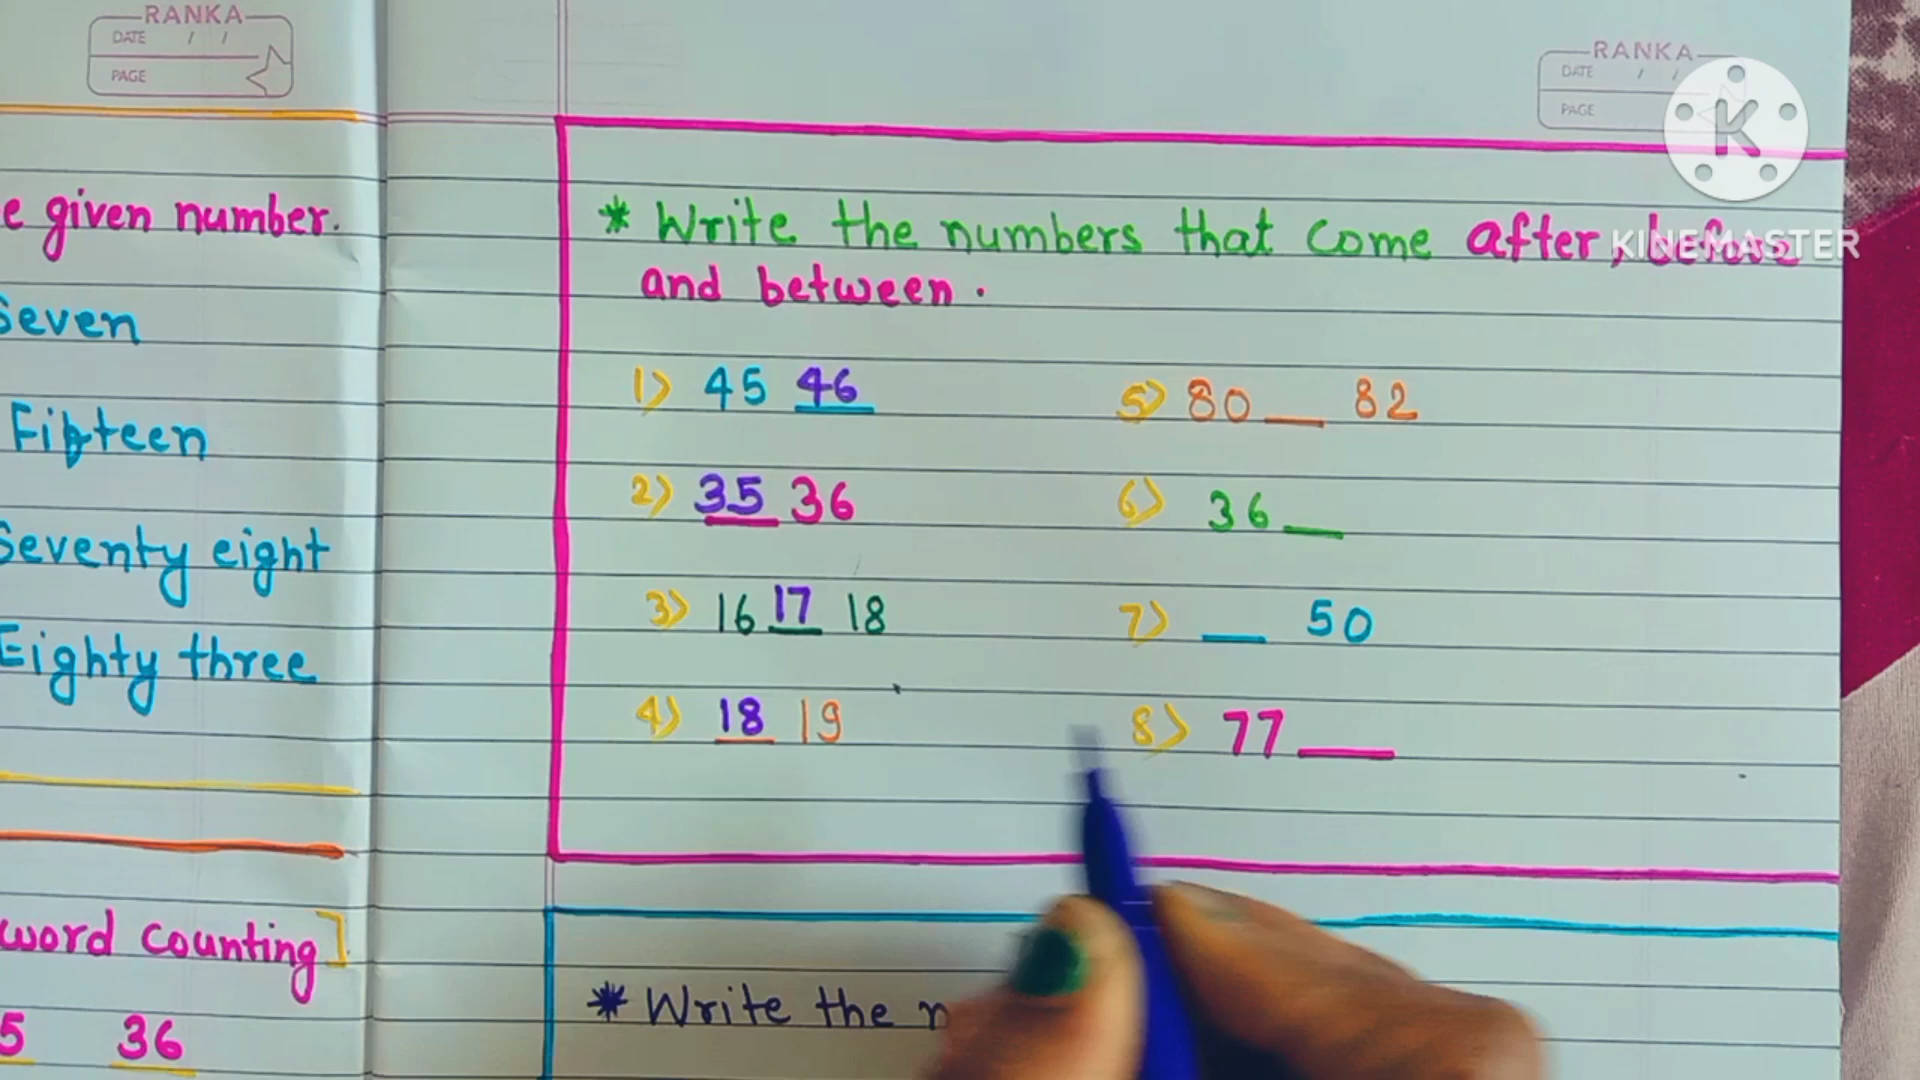 RANKA
DATE / /
PAGE
e given number.
Seven
Fifteen
Seventy eight
Eighty three
word counting]
5 36
RANKA
DATE / /
PAGE
K
KINEMASTER
* Write the numbers that come after, before
and between.
1) 45 46
2) 35 36
3) 16 17 18
4) 18 19
5) 80 __ 82
6) 36 __
7) __ 50
8) 77 __
* Write the n